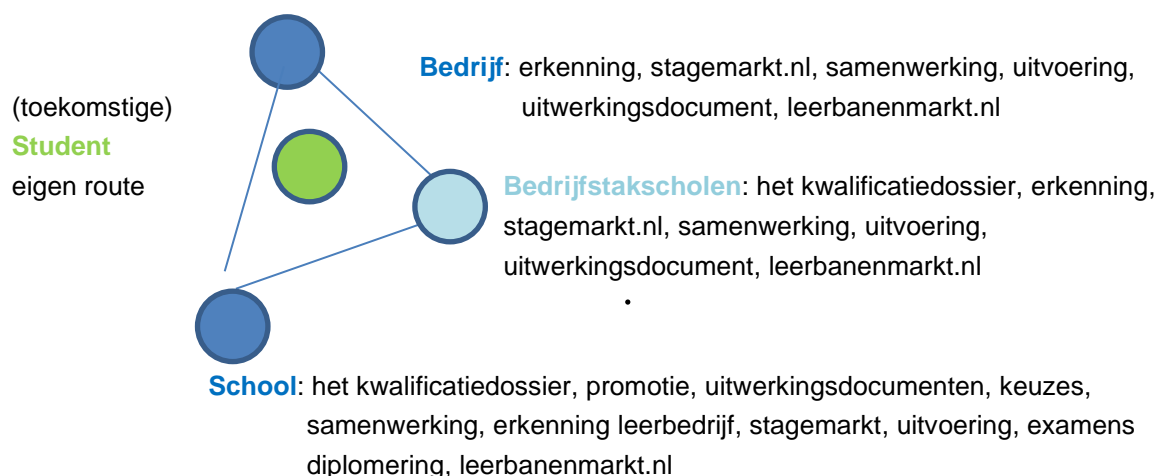 Bedrijf: erkenning, stagemarkt.nl, samenwerking, uitvoering,
uitwerkingsdocument, leerbanenmarkt.nl
(toekomstige)
Student
eigen route
Bedrijfstakscholen: het kwalificatiedossier, erkenning,
stagemarkt.nl, samenwerking, uitvoering,
uitwerkingsdocument, leerbanenmarkt.nl
.
School: het kwalificatiedossier, promotie, uitwerkingsdocumenten, keuzes,
samenwerking, erkenning leerbedrijf, stagemarkt, uitvoering, examens
diplomering, leerbanenmarkt.nl